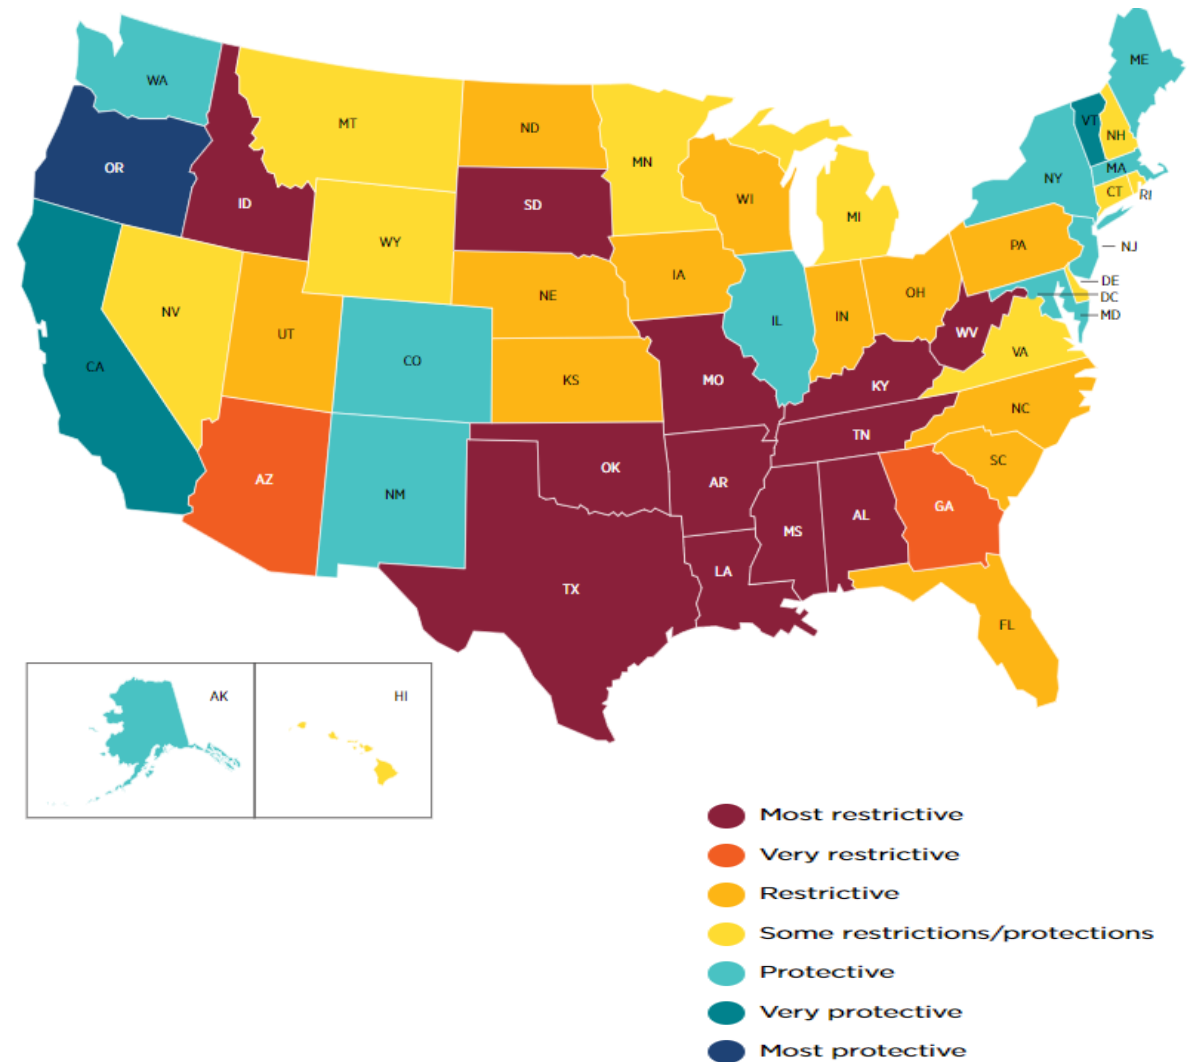 ME
WA
VT
NH
MT
ND
MN
OR
MA
NY
CT
RI
ID
SD
WI
MI
WY
PA
NJ
IA
NE
OH
DE
DC
NV
IN
MD
UT
IL
WV
VA
CO
CA
KS
MO
KY
NC
TN
SC
OK
AZ
AR
NM
GA
AL
MS
LA
TX
FL
AK
HI
Most restrictive
Very restrictive
Restrictive
Some restrictions/protections
Protective
Very protective
Most protective